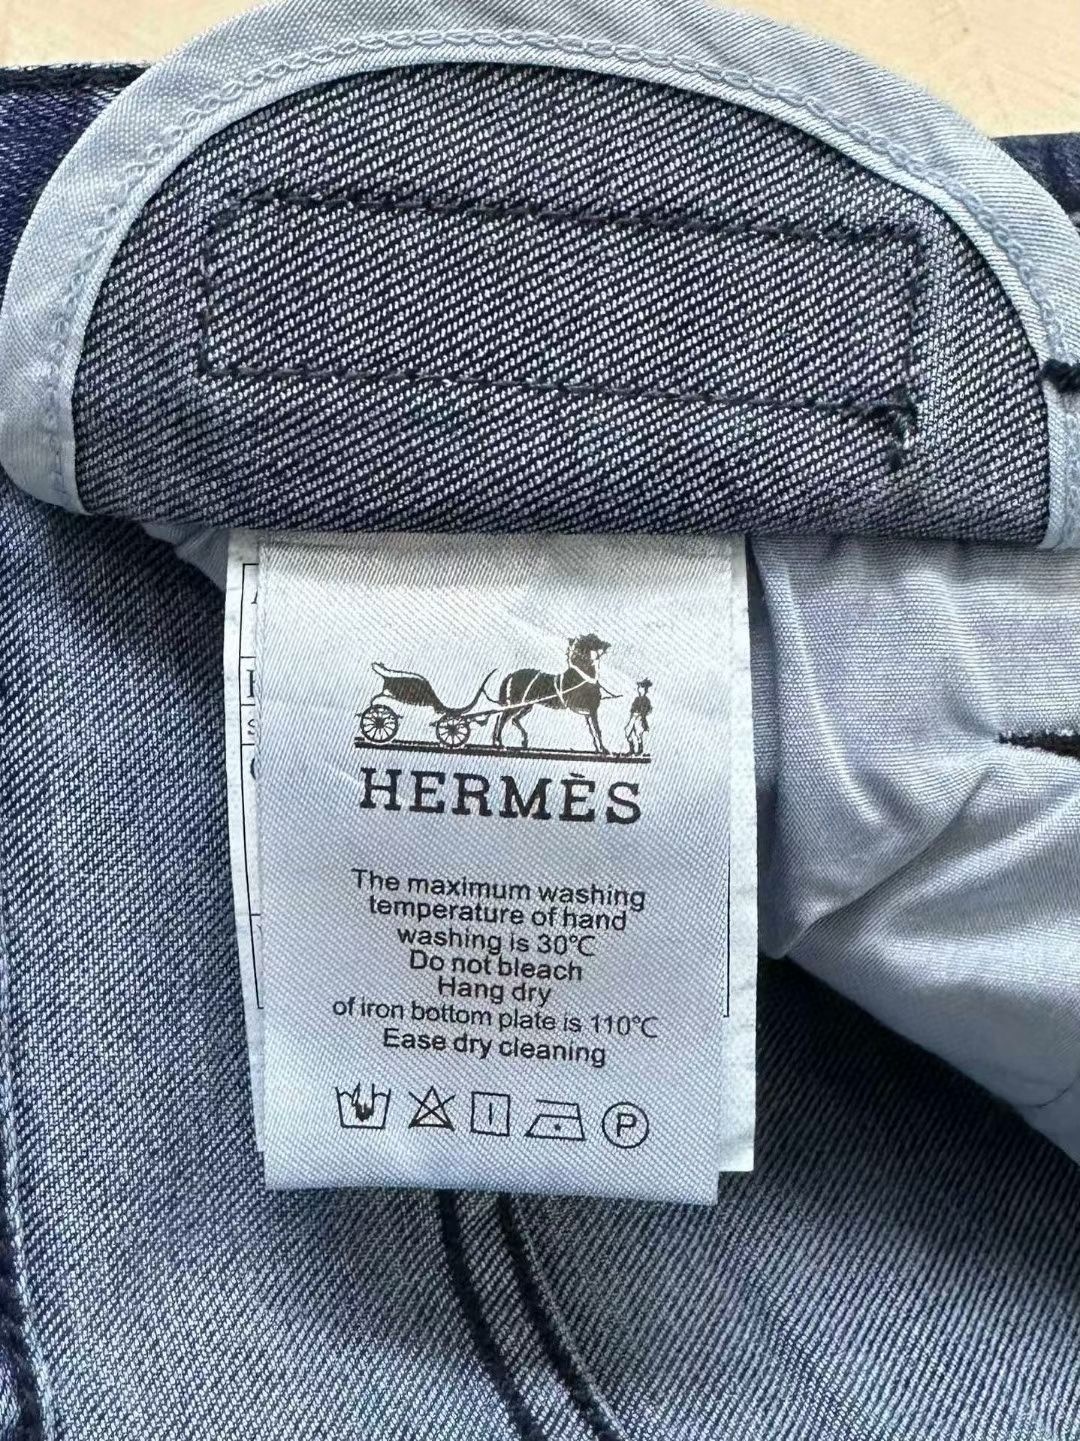 HERMÈS
The maximum washing
temperature of hand
washing is 30℃
Do not bleach
Hang dry
of iron bottom plate is 110℃
Ease dry cleaning
P